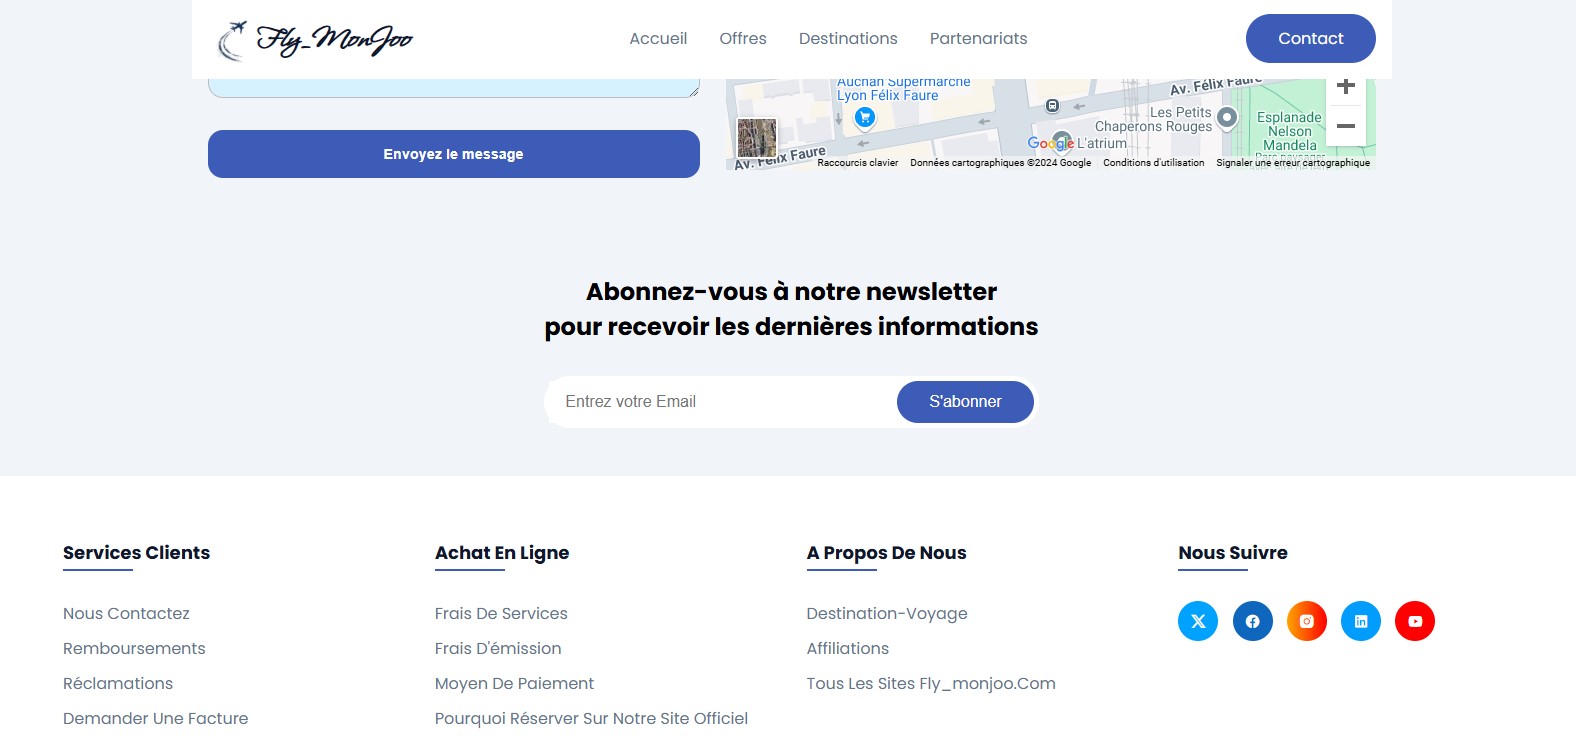 Fly_MonJoo
Accueil
Offres
Destinations
Partenariats
Contact
Auchan Supermarché
Lyon Félix Faure
Av. Félix Faure
Les Petits
Chaperons Rouges
Esplanade
Nelson
Mandela
Google
L'atrium
Av. Félix Faure
Raccourcis clavier
Données cartographiques ©2024 Google
Conditions d'utilisation
Signaler une erreur cartographique
Envoyez le message
Abonnez-vous à notre newsletter
pour recevoir les dernières informations
Entrez votre Email
S'abonner
Services Clients
Nous Contactez
Remboursements
Réclamations
Demander Une Facture
Achat En Ligne
Frais De Services
Frais D'émission
Moyen De Paiement
Pourquoi Réserver Sur Notre Site Officiel
A Propos De Nous
Destination-Voyage
Affiliations
Tous Les Sites Fly_monjoo.Com
Nous Suivre